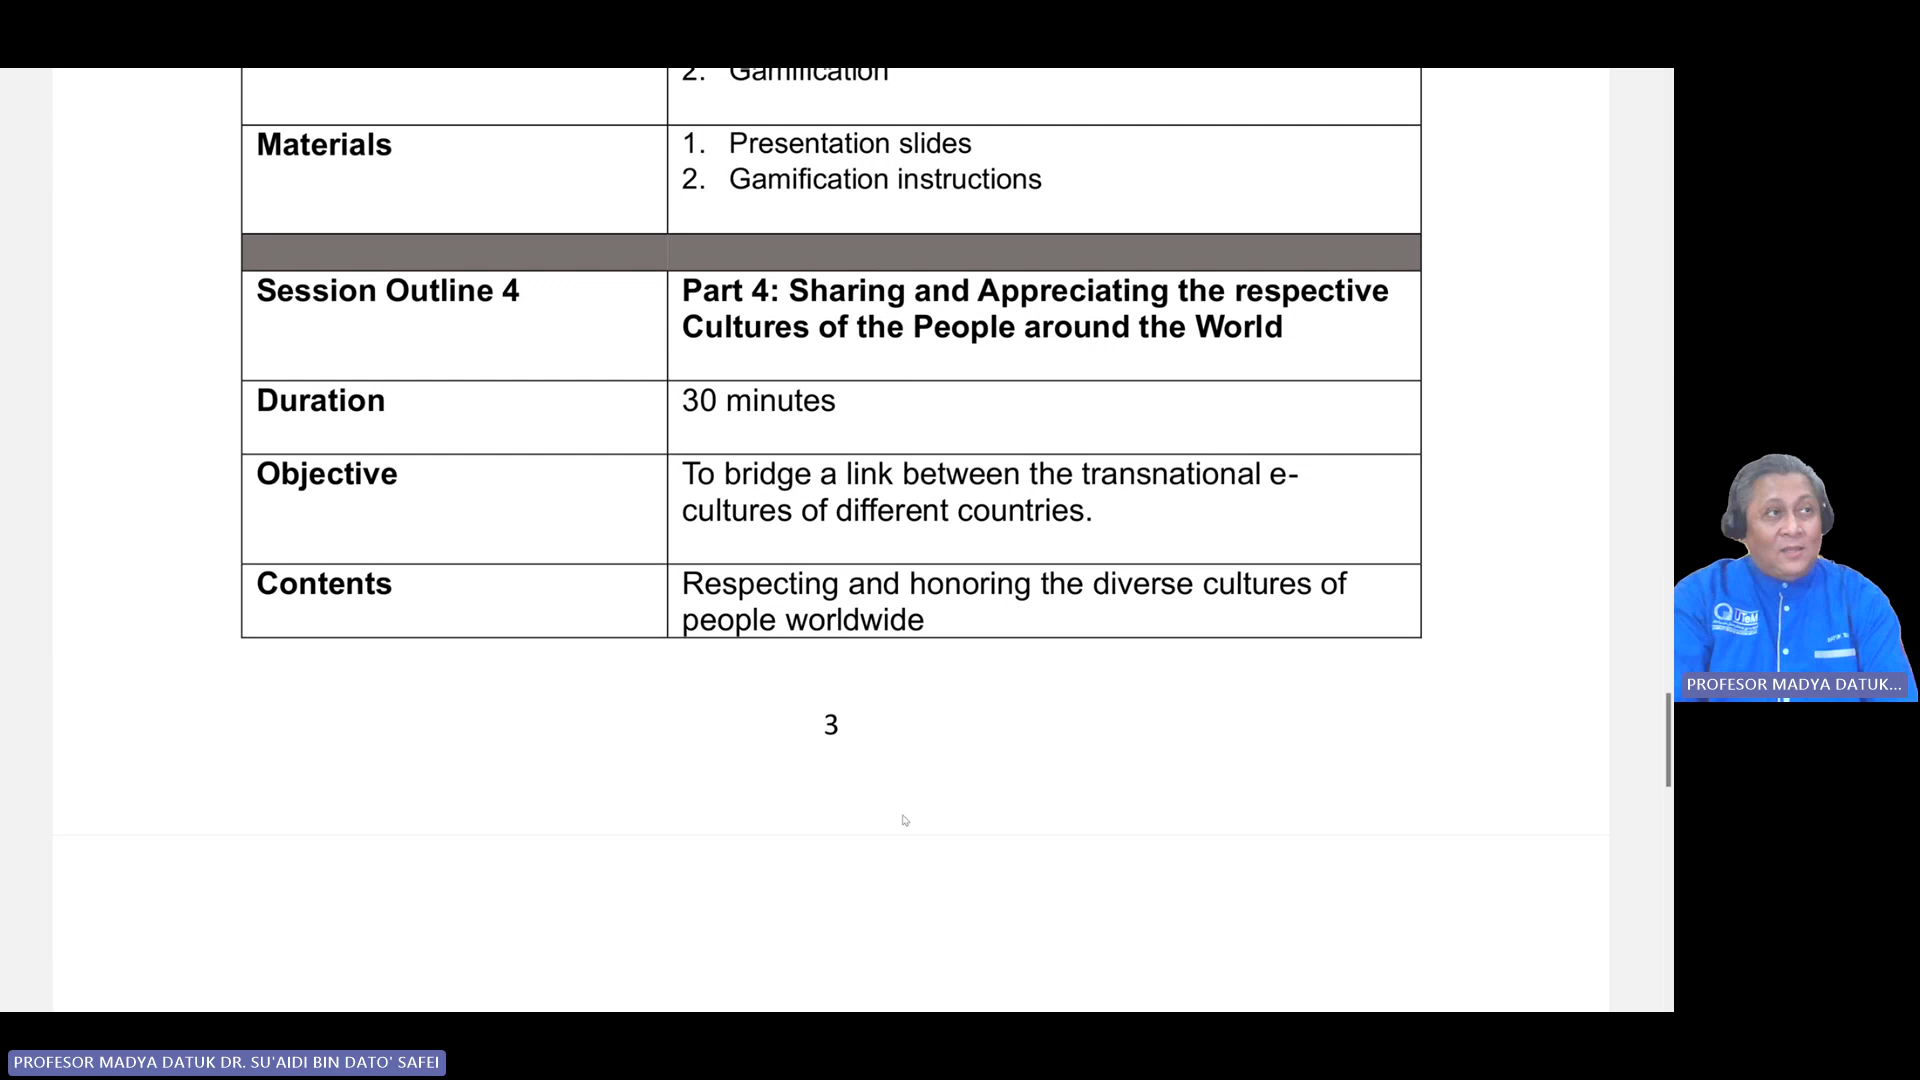 2. Gamification
Materials
1. Presentation slides
2. Gamification instructions
Session Outline 4
Part 4: Sharing and Appreciating the respective
Cultures of the People around the World
Duration
30 minutes
Objective
To bridge a link between the transnational e-
cultures of different countries.
Contents
Respecting and honoring the diverse cultures of
people worldwide
3
UTeM
PROFESOR MADYA DATUK...
PROFESOR MADYA DATUK DR. SU'AIDI BIN DATO' SAFEI